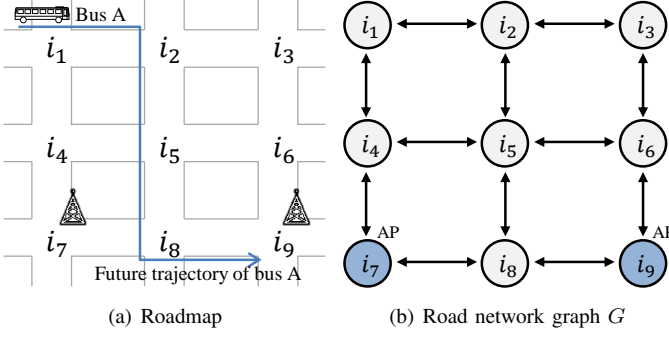 Bus A
i1 i2 i3
i4 i5 i6
i7 i8 i9
Future trajectory of bus A
(a) Roadmap
i1 i2 i3
i4 i5 i6
AP AP
i7 i8 i9
(b) Road network graph G